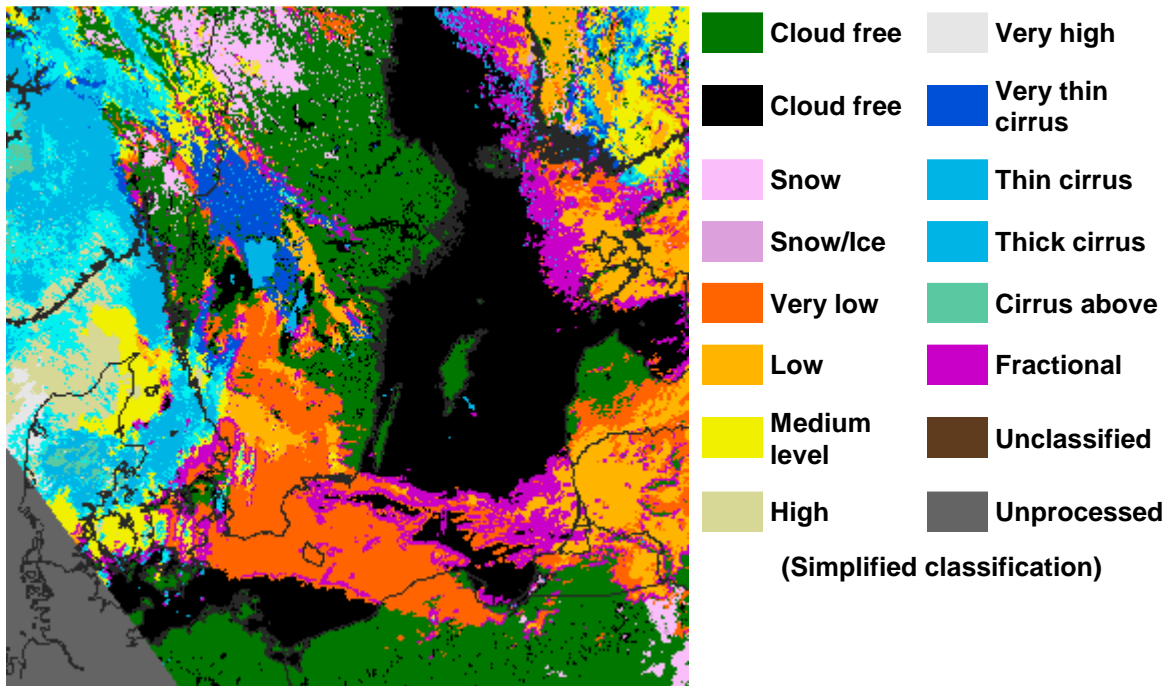 Cloud free
Very high
Cloud free
Very thin
cirrus
Snow
Thin cirrus
Snow/Ice
Thick cirrus
Very low
Cirrus above
Low
Fractional
Medium
level
Unclassified
High
Unprocessed
(Simplified classification)